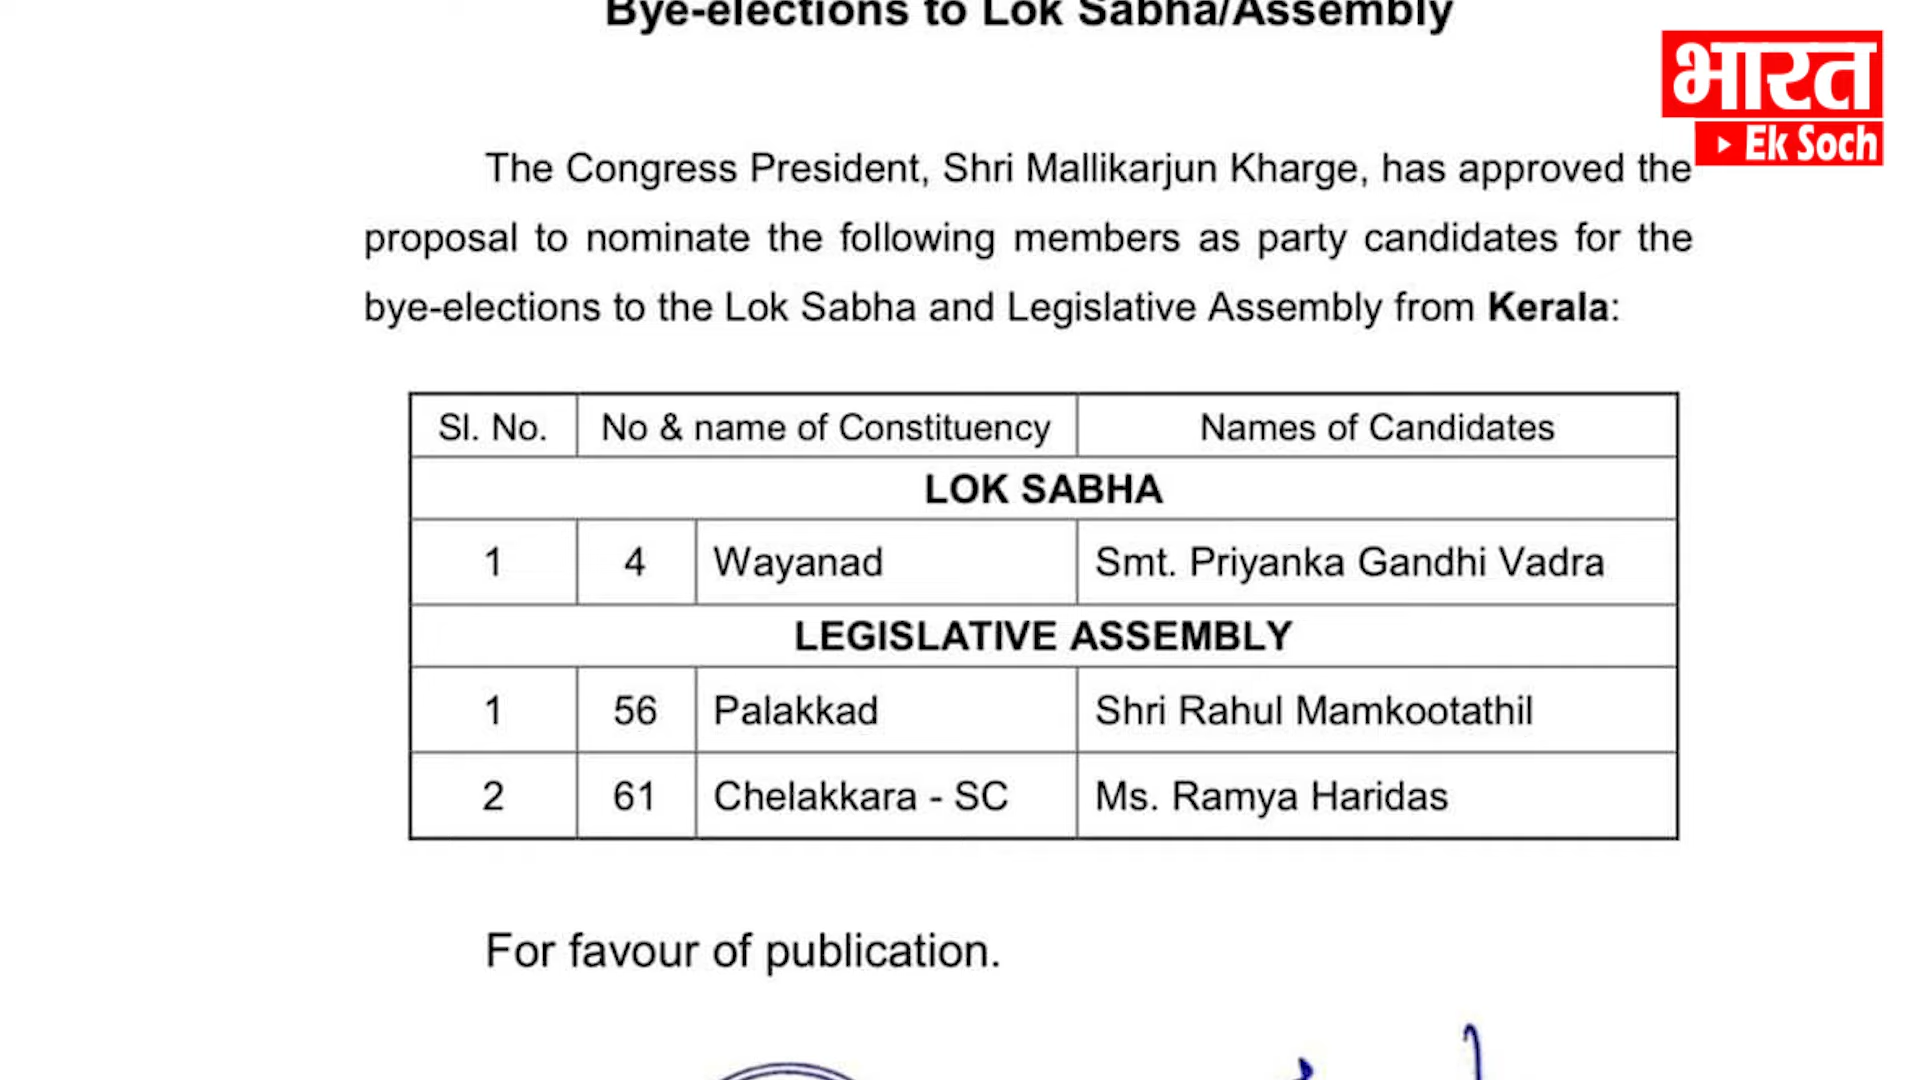 Bye-elections to Lok Sabha/Assembly
भारत
Ek Soch
The Congress President, Shri Mallikarjun Kharge, has approved the
proposal to nominate the following members as party candidates for the
bye-elections to the Lok Sabha and Legislative Assembly from Kerala:
Sl. No. No & name of Constituency Names of Candidates
LOK SABHA
1 4 Wayanad Smt. Priyanka Gandhi Vadra
LEGISLATIVE ASSEMBLY
1 56 Palakkad Shri Rahul Mamkootathil
2 61 Chelakkara - SC Ms. Ramya Haridas
For favour of publication.